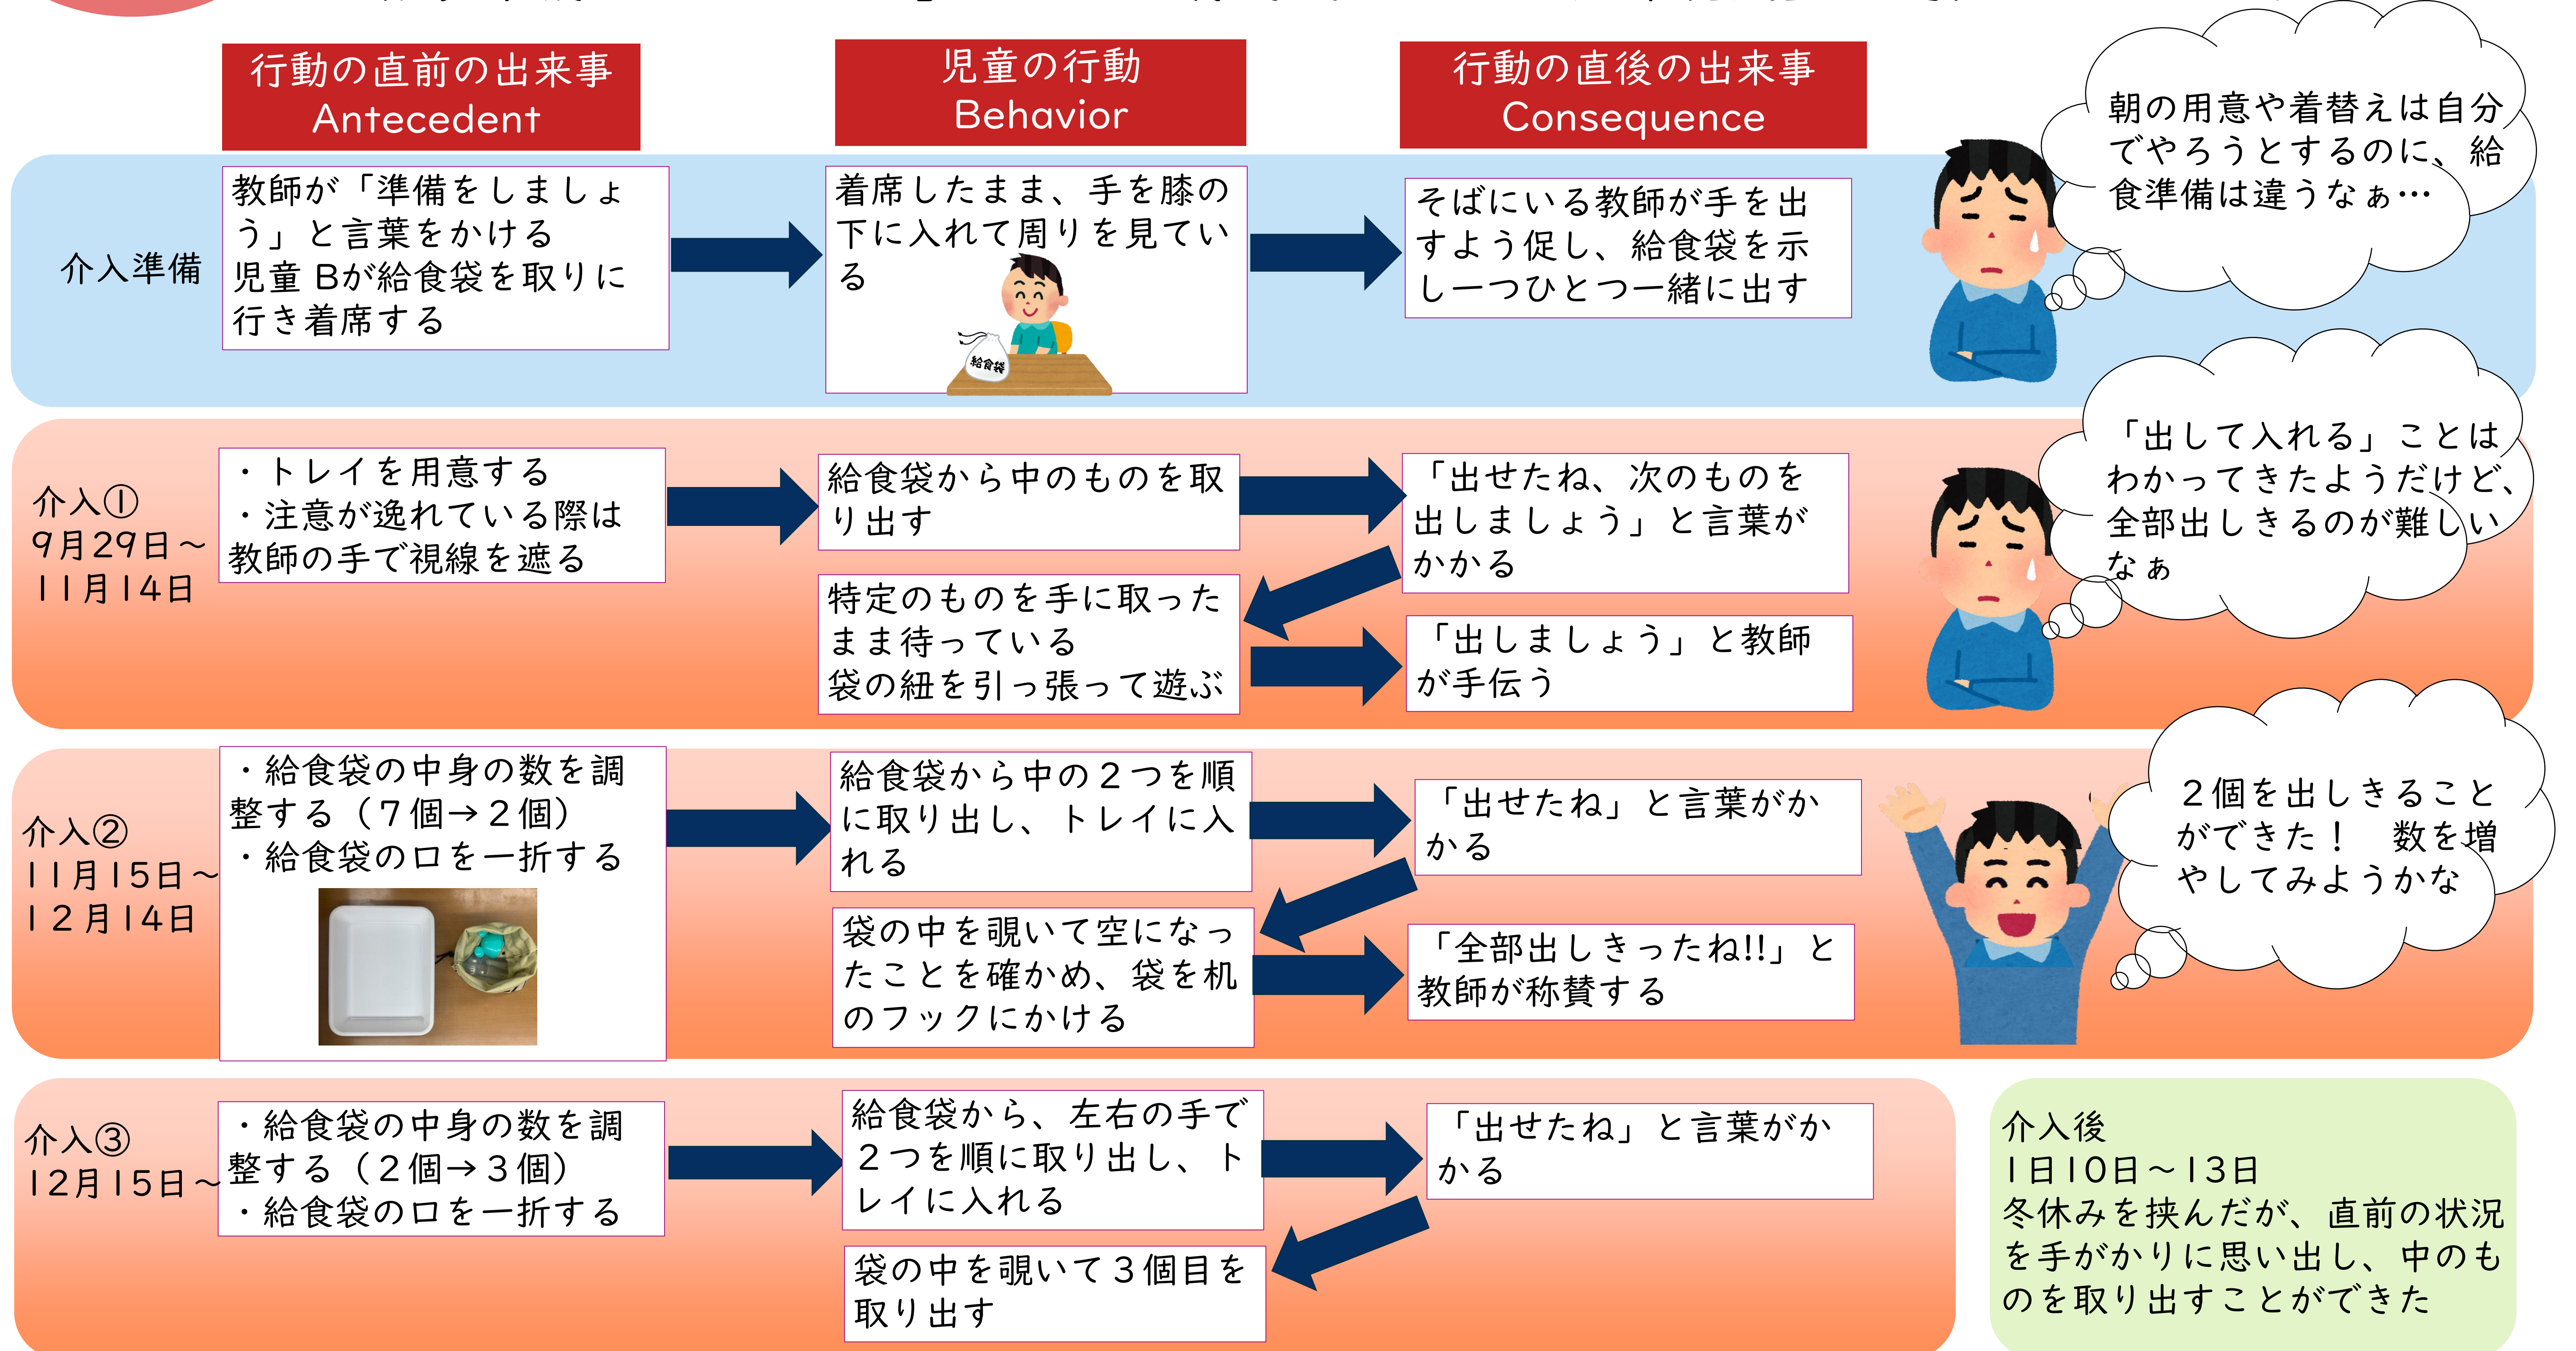 行動の直前の出来事
Antecedent
児童の行動
Behavior
行動の直後の出来事
Consequence
介入準備
教師が「準備をしましょ
う」と言葉をかける
児童 Bが給食袋を取りに
行き着席する
着席したまま、手を膝の
下に入れて周りを見てい
る
給食袋
そばにいる教師が手を出
すよう促し、給食袋を示
し一つひとつ一緒に出す
朝の用意や着替えは自分
でやろうとするのに、給
食準備は違うなぁ…
介入①
9月29日～
11月14日
・トレイを用意する
・注意が逸れている際は
教師の手で視線を遮る
給食袋から中のものを取
り出す
「出せたね、次のものを
出しましょう」と言葉が
かかる
特定のものを手に取った
まま待っている
袋の紐を引っ張って遊ぶ
「出しましょう」と教師
が手伝う
「出して入れる」ことは
わかってきたようだけど、
全部出しきるのが難しい
なぁ
介入②
11月15日～
12月14日
・給食袋の中身の数を調
整する（７個→２個）
・給食袋の口を一折する
給食袋から中の２つを順
に取り出し、トレイに入
れる
「出せたね」と言葉がか
かる
袋の中を覗いて空になっ
たことを確かめ、袋を机
のフックにかける
「全部出しきったね!!」と
教師が称賛する
２個を出しきること
ができた！　数を増
やしてみようかな
介入③
12月15日～
・給食袋の中身の数を調
整する（２個→３個）
・給食袋の口を一折する
給食袋から、左右の手で
２つを順に取り出し、ト
レイに入れる
「出せたね」と言葉がか
かる
袋の中を覗いて３個目を
取り出す
介入後
1日10日～13日
冬休みを挟んだが、直前の状況
を手がかりに思い出し、中のも
のを取り出すことができた